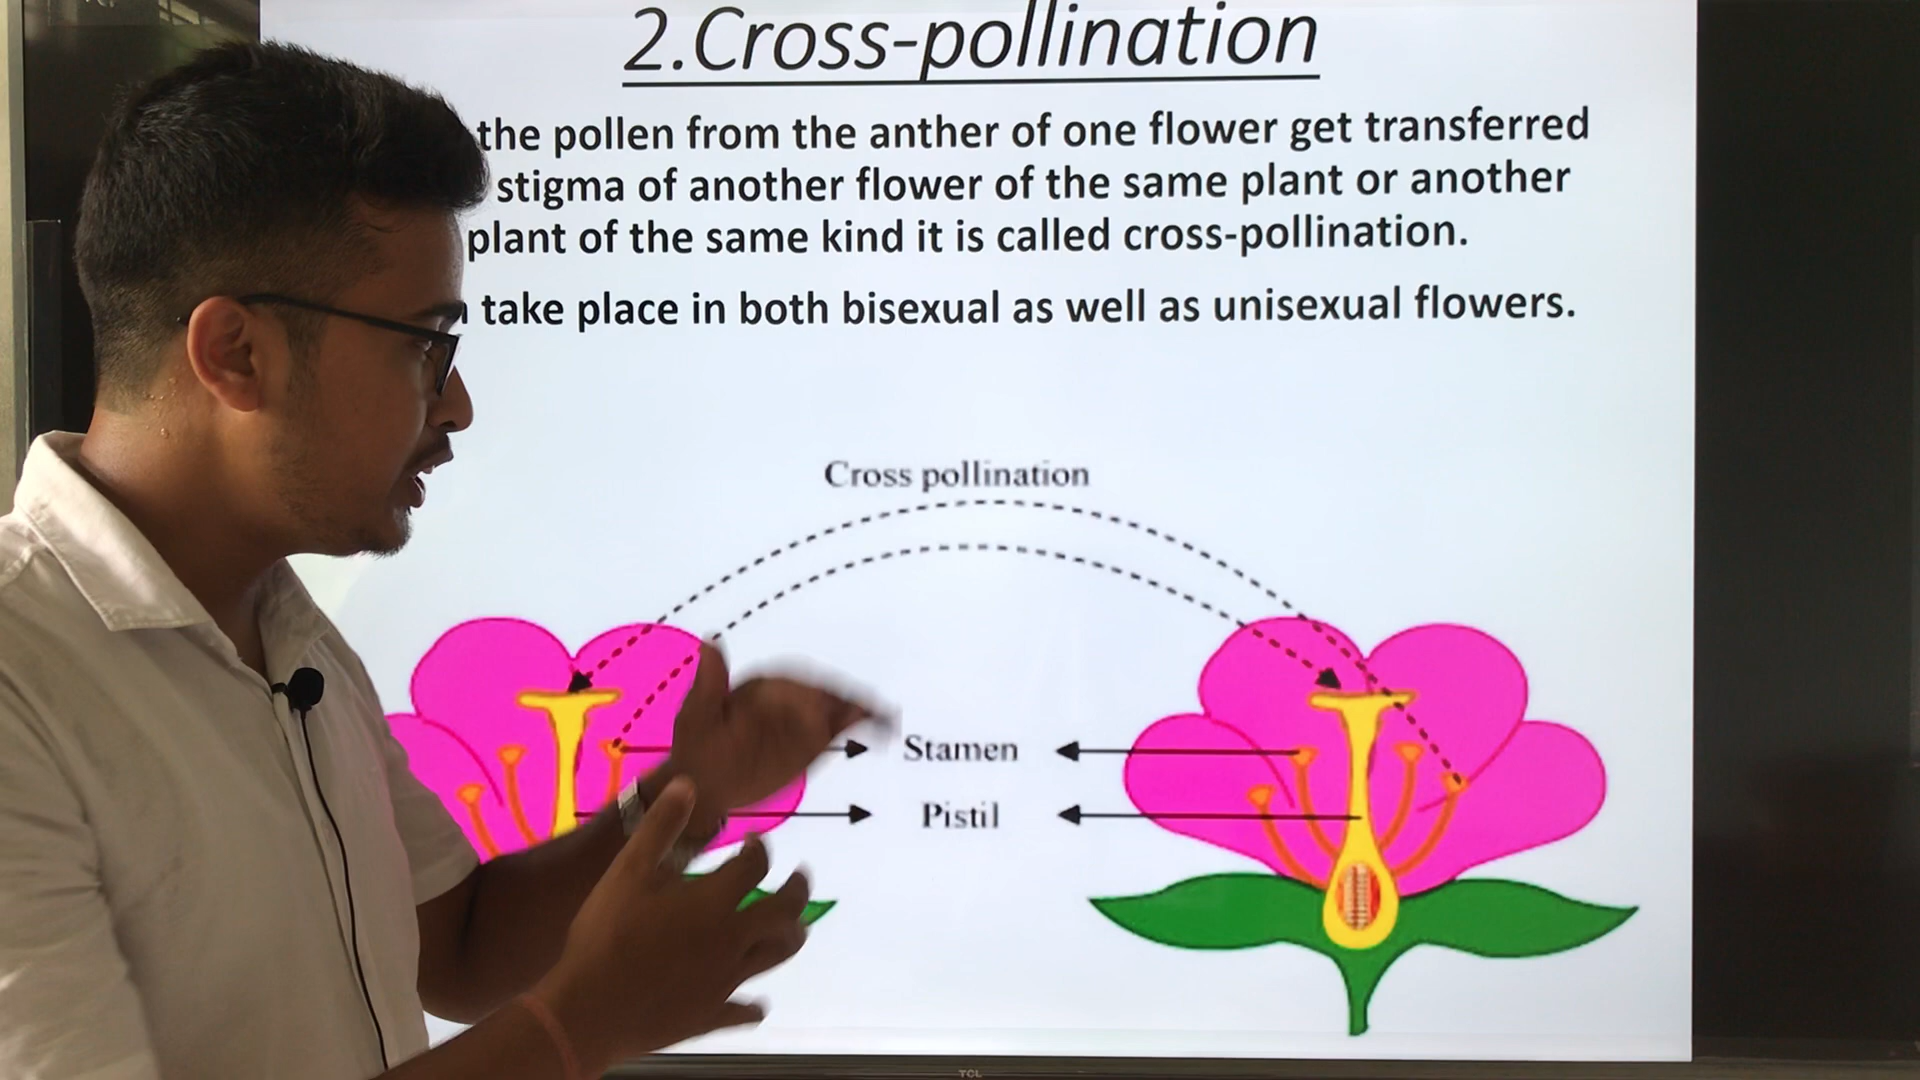 2.Cross-pollination
the pollen from the anther of one flower get transferred
stigma of another flower of the same plant or another
plant of the same kind it is called cross-pollination.
take place in both bisexual as well as unisexual flowers.
Cross pollination
Stamen
Pistil
TCL